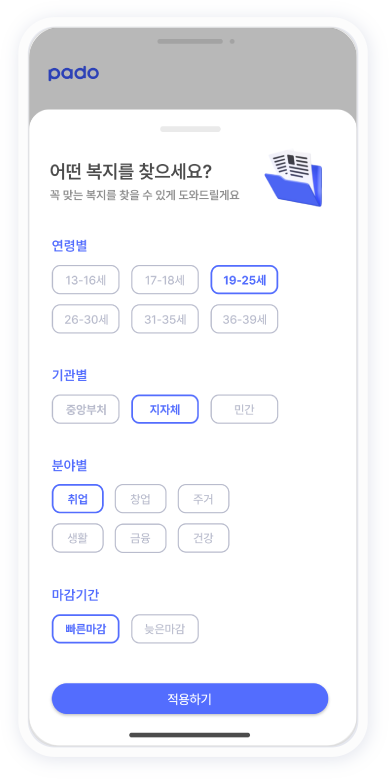 pado
어떤 복지를 찾으세요?
꼭 맞는 복지를 찾을 수 있게 도와드릴게요
연령별
13-16세 17-18세 19-25세
26-30세 31-35세 36-39세
기관별
중앙부처 지자체 민간
분야별
취업 창업 주거
생활 금융 건강
마감기간
빠른마감 늦은마감
적용하기